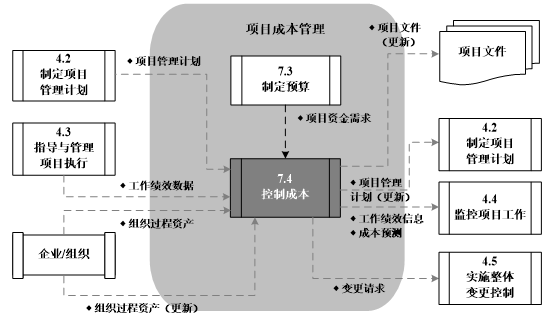 项目成本管理
4.2
制定项目
管理计划
◆ 项目管理计划
7.3
制定预算
◆ 项目文件
（更新）
项目文件
4.3
指导与管理
项目执行
◆ 项目资金需求
4.2
制定项目
管理计划
◆ 工作绩效数据
7.4
控制成本
◆ 项目管理
计划（更新）
◆ 组织过程资产
◆ 工作绩效信息
◆ 成本预测
4.4
监控项目工作
企业/组织
◆ 组织过程资产（更新）
◆ 变更请求
4.5
实施整体
变更控制